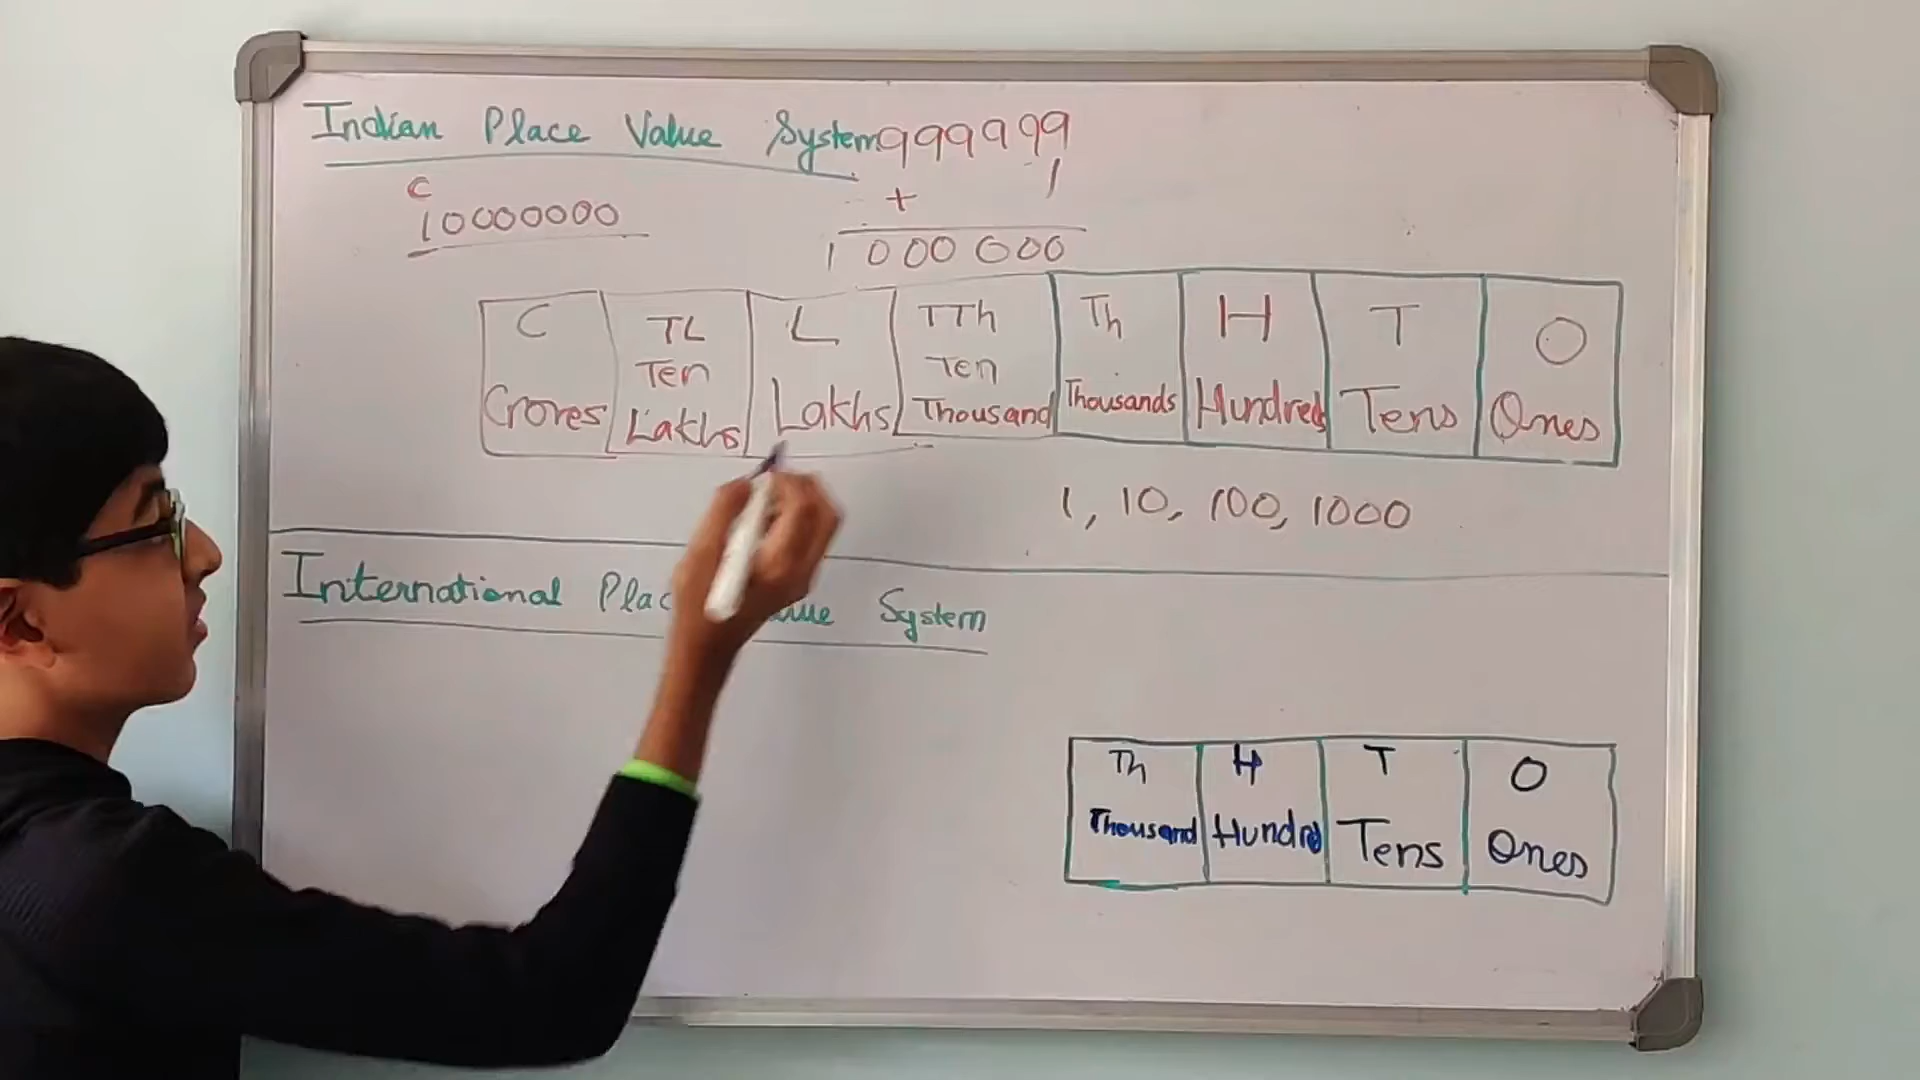 Indian Place Value System 999999
C
+ 1
10000000
1 000 000
C TL L TTh Th H T O
Ten Ten
Crores Lakhs Lakhs Thousand Thousands Hundreds Tens Ones
1, 10, 100, 1000
International System
Th H T O
Thousand Hundred Tens Ones